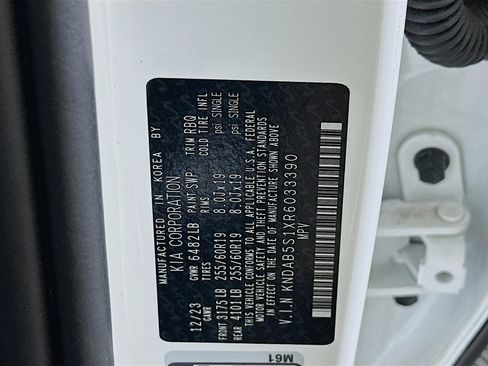 MANUFACTURED IN KOREA BY
KIA CORPORATION
12/23 GVWR 6482LB PAINT SWP TRIM RBQ
GAWR TIRES RIMS COLD TIRE INFL
FRONT 3175LB 255/60R19 8.0Jx19 psi SINGLE
REAR 4101LB 255/60R19 8.0Jx19 psi SINGLE
THIS VEHICLE CONFORMS TO ALL APPLICABLE U.S. FEDERAL
MOTOR VEHICLE SAFETY AND THEFT PREVENTION STANDARDS
IN EFFECT ON THE DATE OF MANUFACTURE SHOWN ABOVE
V.I.N KNDAB5S1XR6033390
MPV
M61